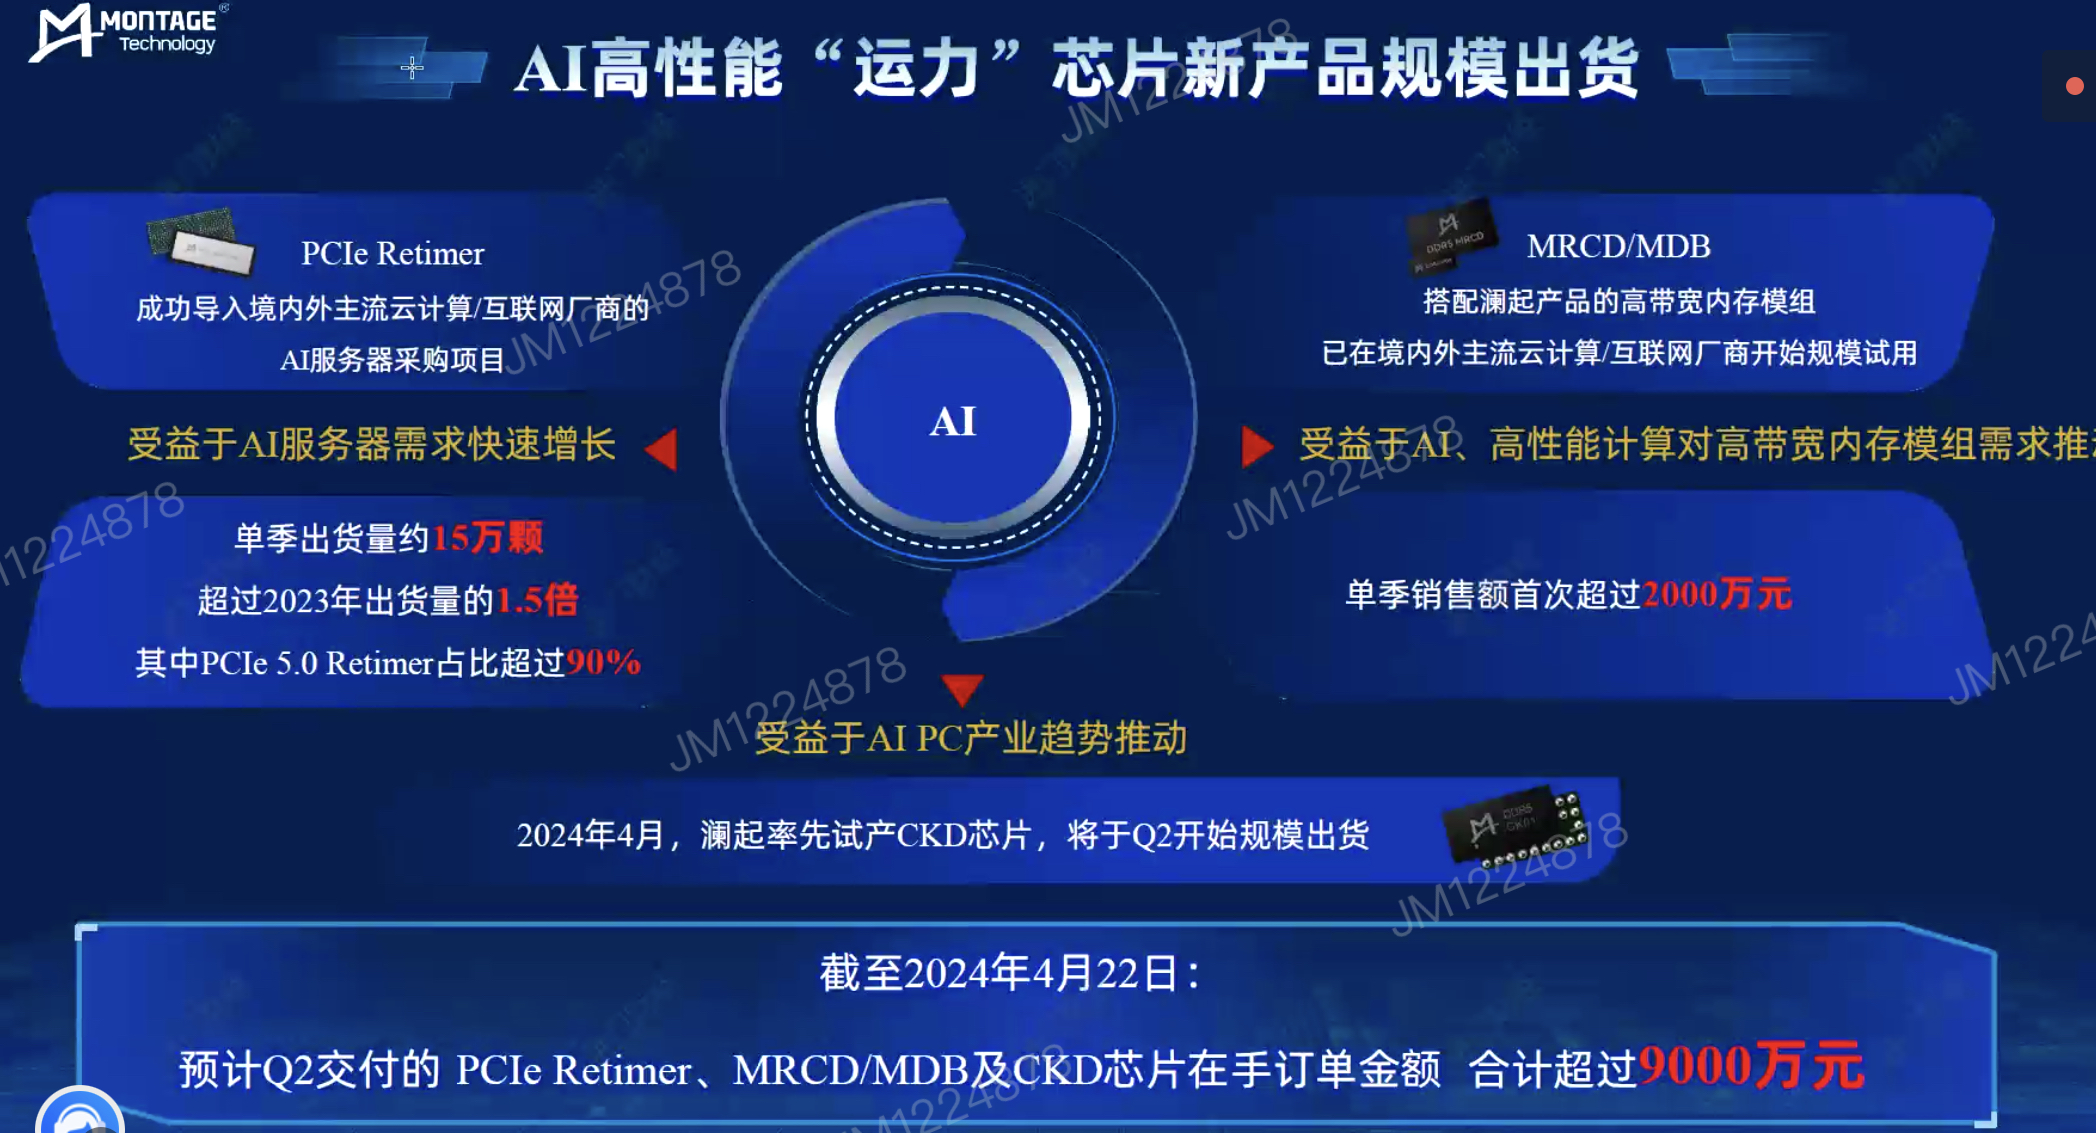 MONTAGE
Technology
AI高性能“运力”芯片新产品规模出货
PCIe Retimer
成功导入境内外主流云计算/互联网厂商的
AI服务器采购项目
受益于AI服务器需求快速增长
单季出货量约15万颗
超过2023年出货量的1.5倍
其中PCIe 5.0 Retimer占比超过90%
AI
DDR5 MRCD
MRCD/MDB
搭配澜起产品的高带宽内存模组
已在境内外主流云计算/互联网厂商开始规模试用
受益于AI、高性能计算对高带宽内存模组需求推
单季销售额首次超过2000万元
受益于AI PC产业趋势推动
2024年4月，澜起率先试产CKD芯片，将于Q2开始规模出货
DDR5
截至2024年4月22日：
预计Q2交付的 PCIe Retimer、MRCD/MDB及CKD芯片在手订单金额 合计超过9000万元
JM1224878
JM1224878
JM1224878
M1224878
JM1224878
JM1224878
JM1224
M1224878